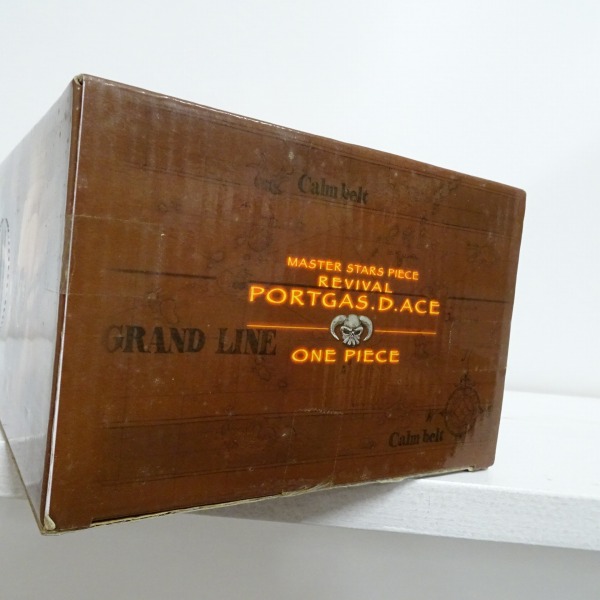 Calm belt
MASTER STARS PIECE
REVIVAL
PORTGAS.D.ACE
GRAND LINE
ONE PIECE
Calm belt